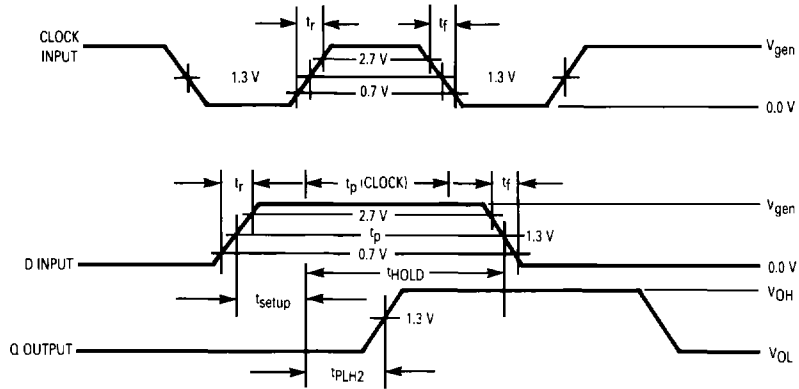 t_r
t_f
CLOCK
INPUT
V_gen
2.7 V
1.3 V
1.3 V
0.7 V
0.0 V
t_r
t_p (CLOCK)
t_f
V_gen
2.7 V
t_p
1.3 V
0.7 V
D INPUT
0.0 V
t_HOLD
t_setup
V_OH
1.3 V
Q OUTPUT
V_OL
t_PLH2